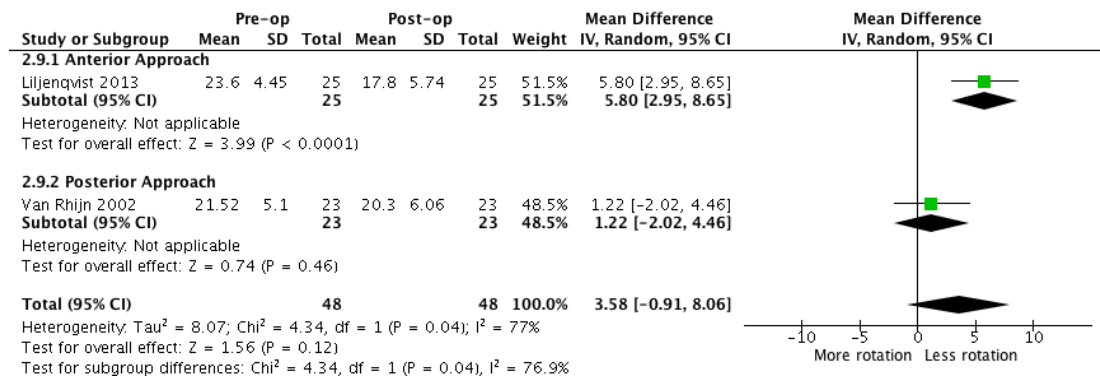 Pre-op Post-op Mean Difference Mean Difference
Study or Subgroup Mean SD Total Mean SD Total Weight IV, Random, 95% CI IV, Random, 95% CI
2.9.1 Anterior Approach
Liljenqvist 2013 23.6 4.45 25 17.8 5.74 25 51.5% 5.80 [2.95, 8.65]
Subtotal (95% CI) 25 25 51.5% 5.80 [2.95, 8.65]
Heterogeneity: Not applicable
Test for overall effect: Z = 3.99 (P < 0.0001)
2.9.2 Posterior Approach
Van Rhijn 2002 21.52 5.1 23 20.3 6.06 23 48.5% 1.22 [-2.02, 4.46]
Subtotal (95% CI) 23 23 48.5% 1.22 [-2.02, 4.46]
Heterogeneity: Not applicable
Test for overall effect: Z = 0.74 (P = 0.46)
Total (95% CI) 48 48 100.0% 3.58 [-0.91, 8.06]
Heterogeneity: Tau² = 8.07; Chi² = 4.34, df = 1 (P = 0.04); I² = 77%
Test for overall effect: Z = 1.56 (P = 0.12)
Test for subgroup differences: Chi² = 4.34, df = 1 (P = 0.04), I² = 76.9%
-10 -5 0 5 10
More rotation Less rotation